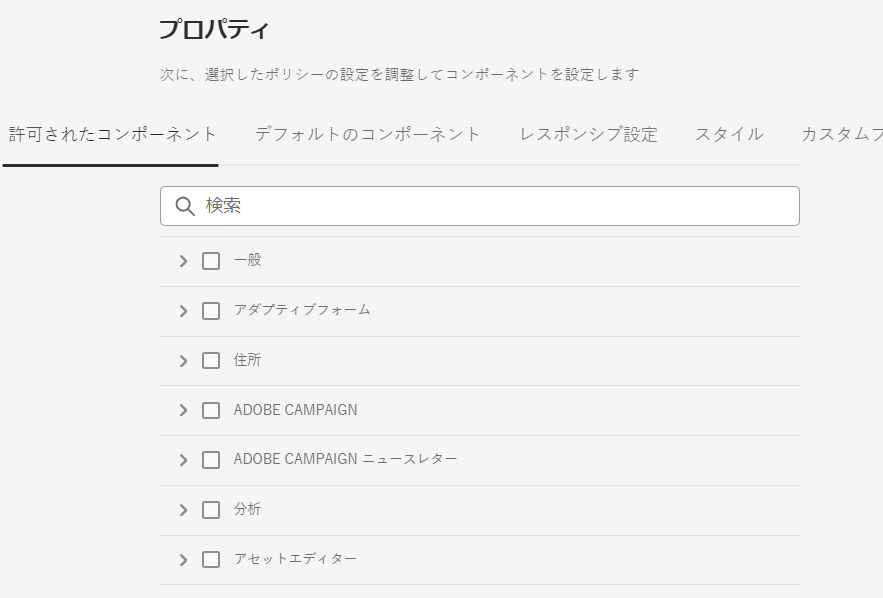 プロパティ
次に、選択したポリシーの設定を調整してコンポーネントを設定します
許可されたコンポーネント デフォルトのコンポーネント レスポンシブ設定 スタイル カスタムフ
検索
一般
アダプティブフォーム
住所
ADOBE CAMPAIGN
ADOBE CAMPAIGN ニュースレター
分析
アセットエディター